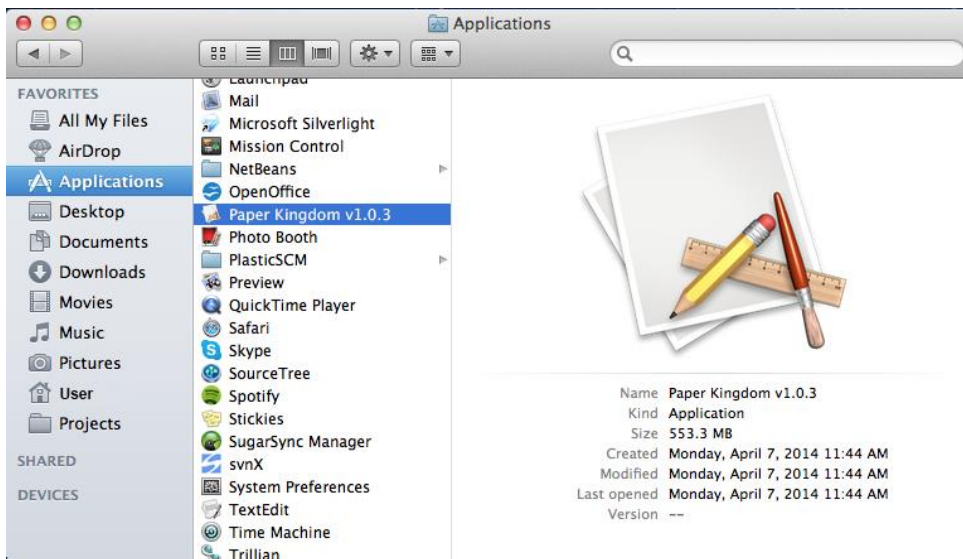 Applications
FAVORITES
All My Files
AirDrop
Applications
Desktop
Documents
Downloads
Movies
Music
Pictures
User
Projects
SHARED
DEVICES
Launchpad
Mail
Microsoft Silverlight
Mission Control
NetBeans
OpenOffice
Paper Kingdom v1.0.3
Photo Booth
PlasticSCM
Preview
QuickTime Player
Safari
Skype
SourceTree
Spotify
Stickies
SugarSync Manager
svnX
System Preferences
TextEdit
Time Machine
Trillian
Name Paper Kingdom v1.0.3
Kind Application
Size 553.3 MB
Created Monday, April 7, 2014 11:44 AM
Modified Monday, April 7, 2014 11:44 AM
Last opened Monday, April 7, 2014 11:44 AM
Version --